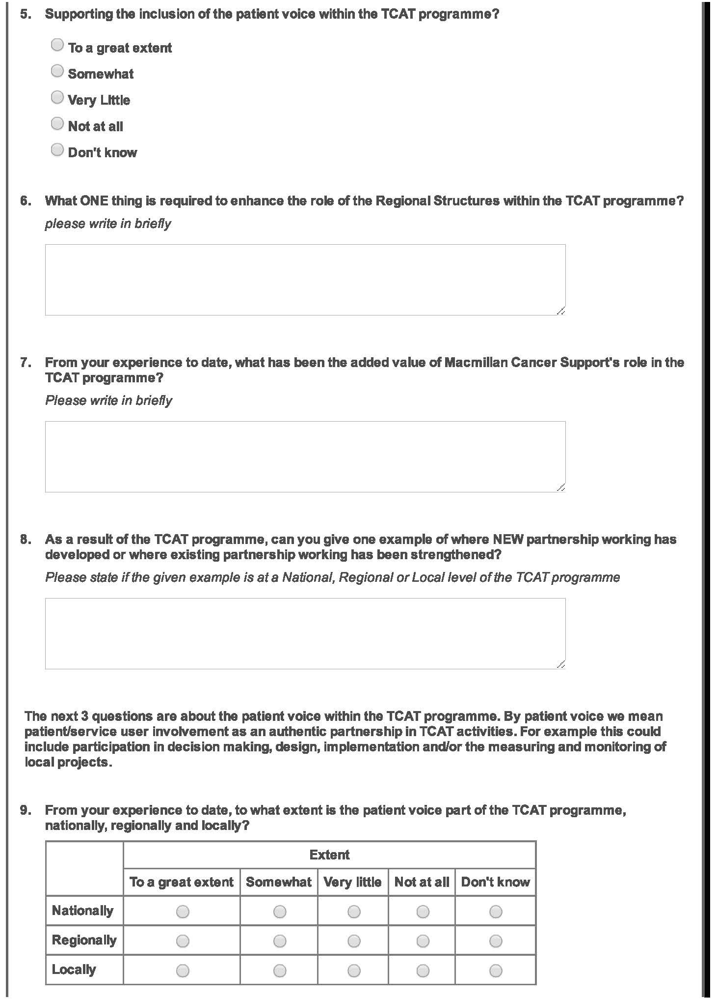 5. Supporting the inclusion of the patient voice within the TCAT programme?
To a great extent
Somewhat
Very Little
Not at all
Don't know
6. What ONE thing is required to enhance the role of the Regional Structures within the TCAT programme?
please write in briefly
7. From your experience to date, what has been the added value of Macmillan Cancer Support's role in the
TCAT programme?
Please write in briefly
8. As a result of the TCAT programme, can you give one example of where NEW partnership working has
developed or where existing partnership working has been strengthened?
Please state if the given example is at a National, Regional or Local level of the TCAT programme
The next 3 questions are about the patient voice within the TCAT programme. By patient voice we mean
patient/service user involvement as an authentic partnership in TCAT activities. For example this could
include participation in decision making, design, implementation and/or the measuring and monitoring of
local projects.
9. From your experience to date, to what extent is the patient voice part of the TCAT programme,
nationally, regionally and locally?
Extent
To a great extent Somewhat Very little Not at all Don't know
Nationally
Regionally
Locally